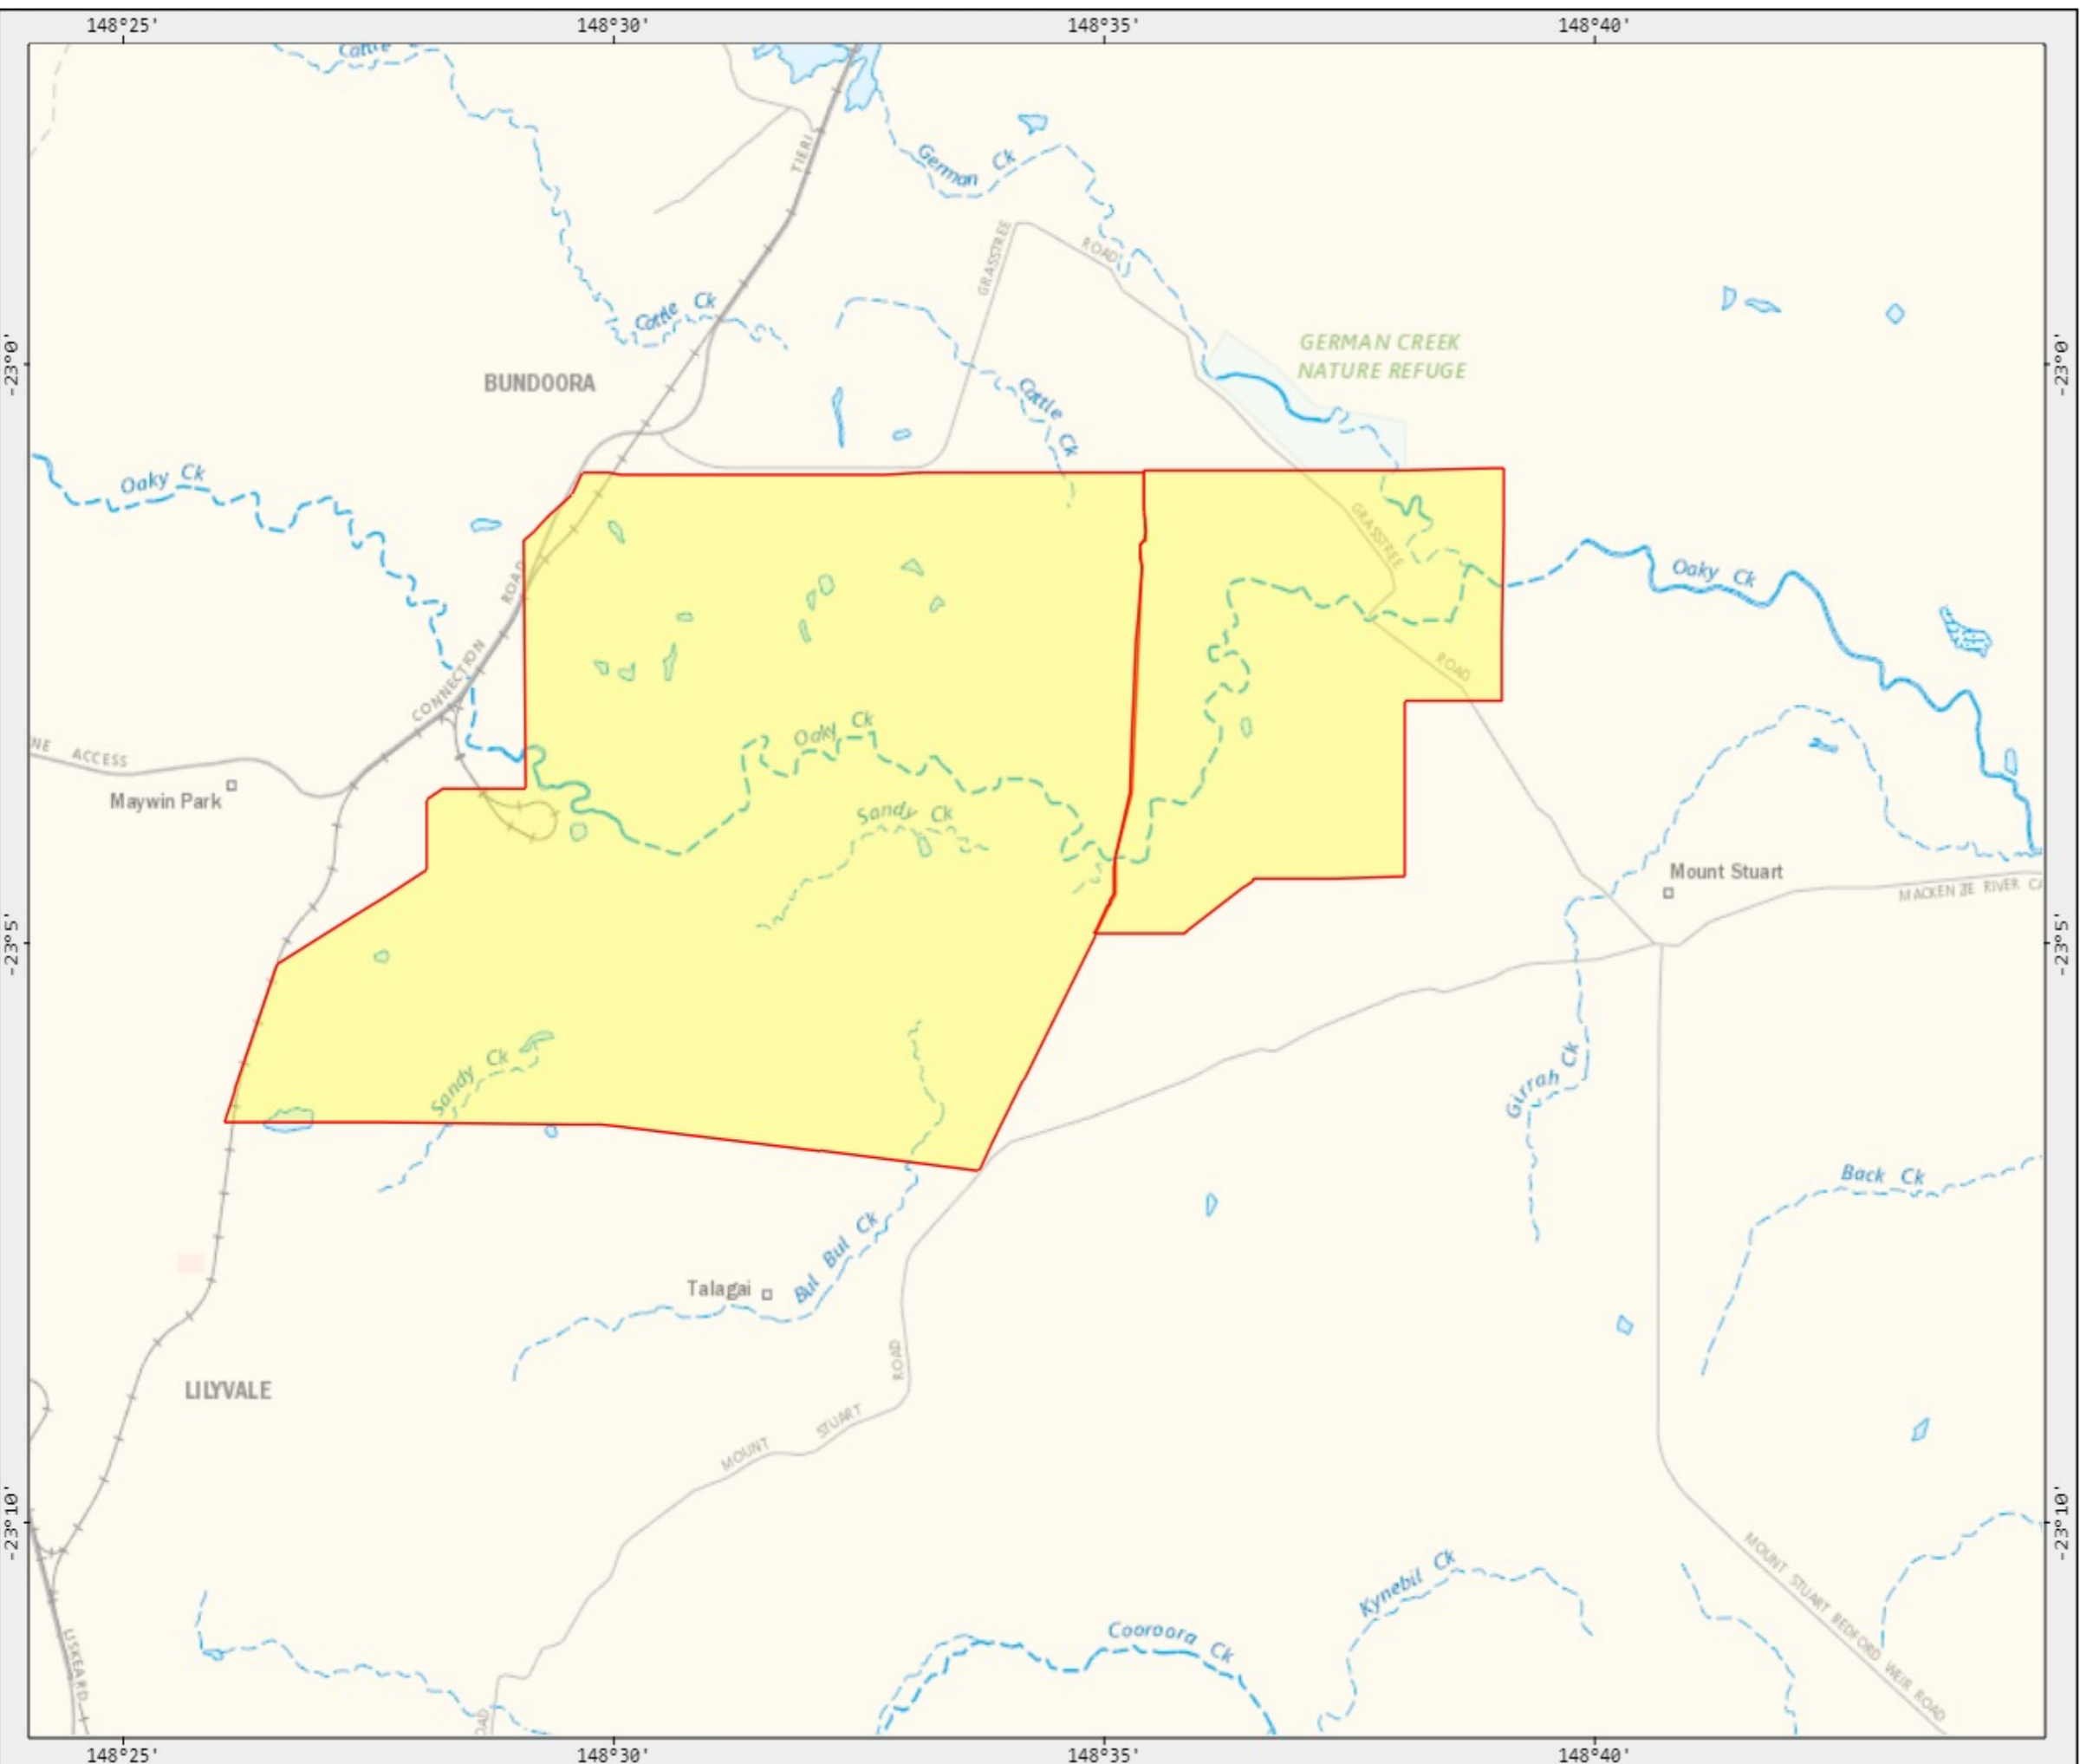 148°25' 148°30' 148°35' 148°40'
Cattle
TIERI
German Ck
GRASSTREE ROAD
Cattle Ck
GERMAN CREEK
NATURE REFUGE
-23°0' -23°0'
BUNDOORA
Cattle Ck
Oaky Ck
GRASSTREE
ROAD
Oaky Ck
CONNECTION
ROAD
Oaky Ck
NE ACCESS
Maywin Park
Sandy Ck
Mount Stuart
MACKENZIE RIVER CA
-23°5' -23°5'
Sandy Ck
Girrah Ck
Back Ck
Bul Bul Ck
Talagai
ROAD
LILYVALE
STUART
MOUNT
-23°10' -23°10'
MOUNT STUART BEDFORD WEIR ROAD
Kynebil Ck
Cooroora Ck
LISKEARD
OAD
148°25' 148°30' 148°35' 148°40'